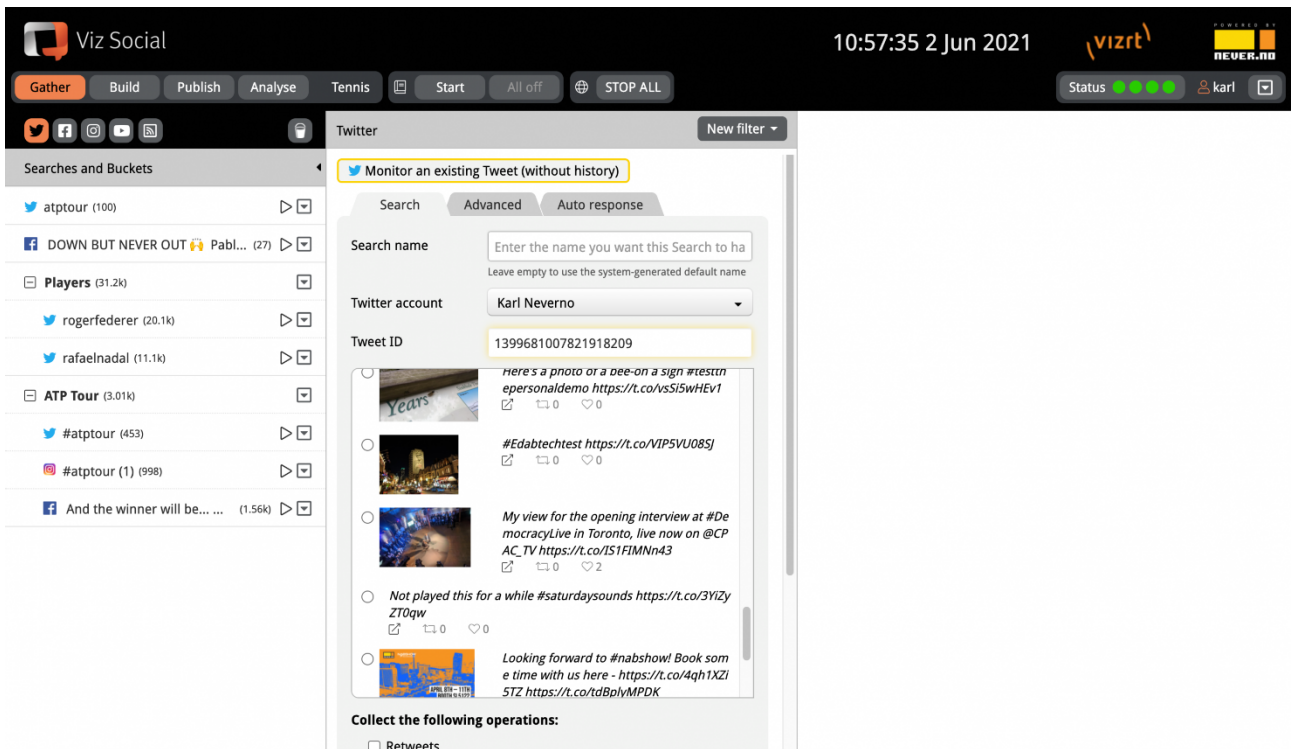 Viz Social
10:57:35 2 Jun 2021
vizrt
POWERED BY
NEVER.NO
Gather Build Publish Analyse Tennis Start All off STOP ALL Status karl
Twitter New filter
Searches and Buckets
Monitor an existing Tweet (without history)
atptour (100)
Search Advanced Auto response
DOWN BUT NEVER OUT 🙌 Pabl... (27)
Search name Enter the name you want this Search to ha
Leave empty to use the system-generated default name
Players (31.2k)
Twitter account Karl Neverno
rogerfederer (20.1k)
Tweet ID 1399681007821918209
rafaelnadal (11.1k)
ATP Tour (3.01k)
#atptour (453)
#atptour (1) (998)
And the winner will be... ... (1.56k)
Years
Here's a photo of a bee-on a sign #testth
epersonaldemo https://t.co/vsSi5wHEv1
0 0
#Edabtechtest https://t.co/VIP5VU08SJ
0 0
My view for the opening interview at #De
mocracyLive in Toronto, live now on @CP
AC_TV https://t.co/IS1FIMNn43
0 2
Not played this for a while #saturdaysounds https://t.co/3YiZy
ZT0qw
0 0
Looking forward to #nabshow! Book som
e time with us here - https://t.co/4qh1XZi
5TZ https://t.co/tdBplyMPDK
APRIL 8TH – 11TH
Collect the following operations:
Retweets